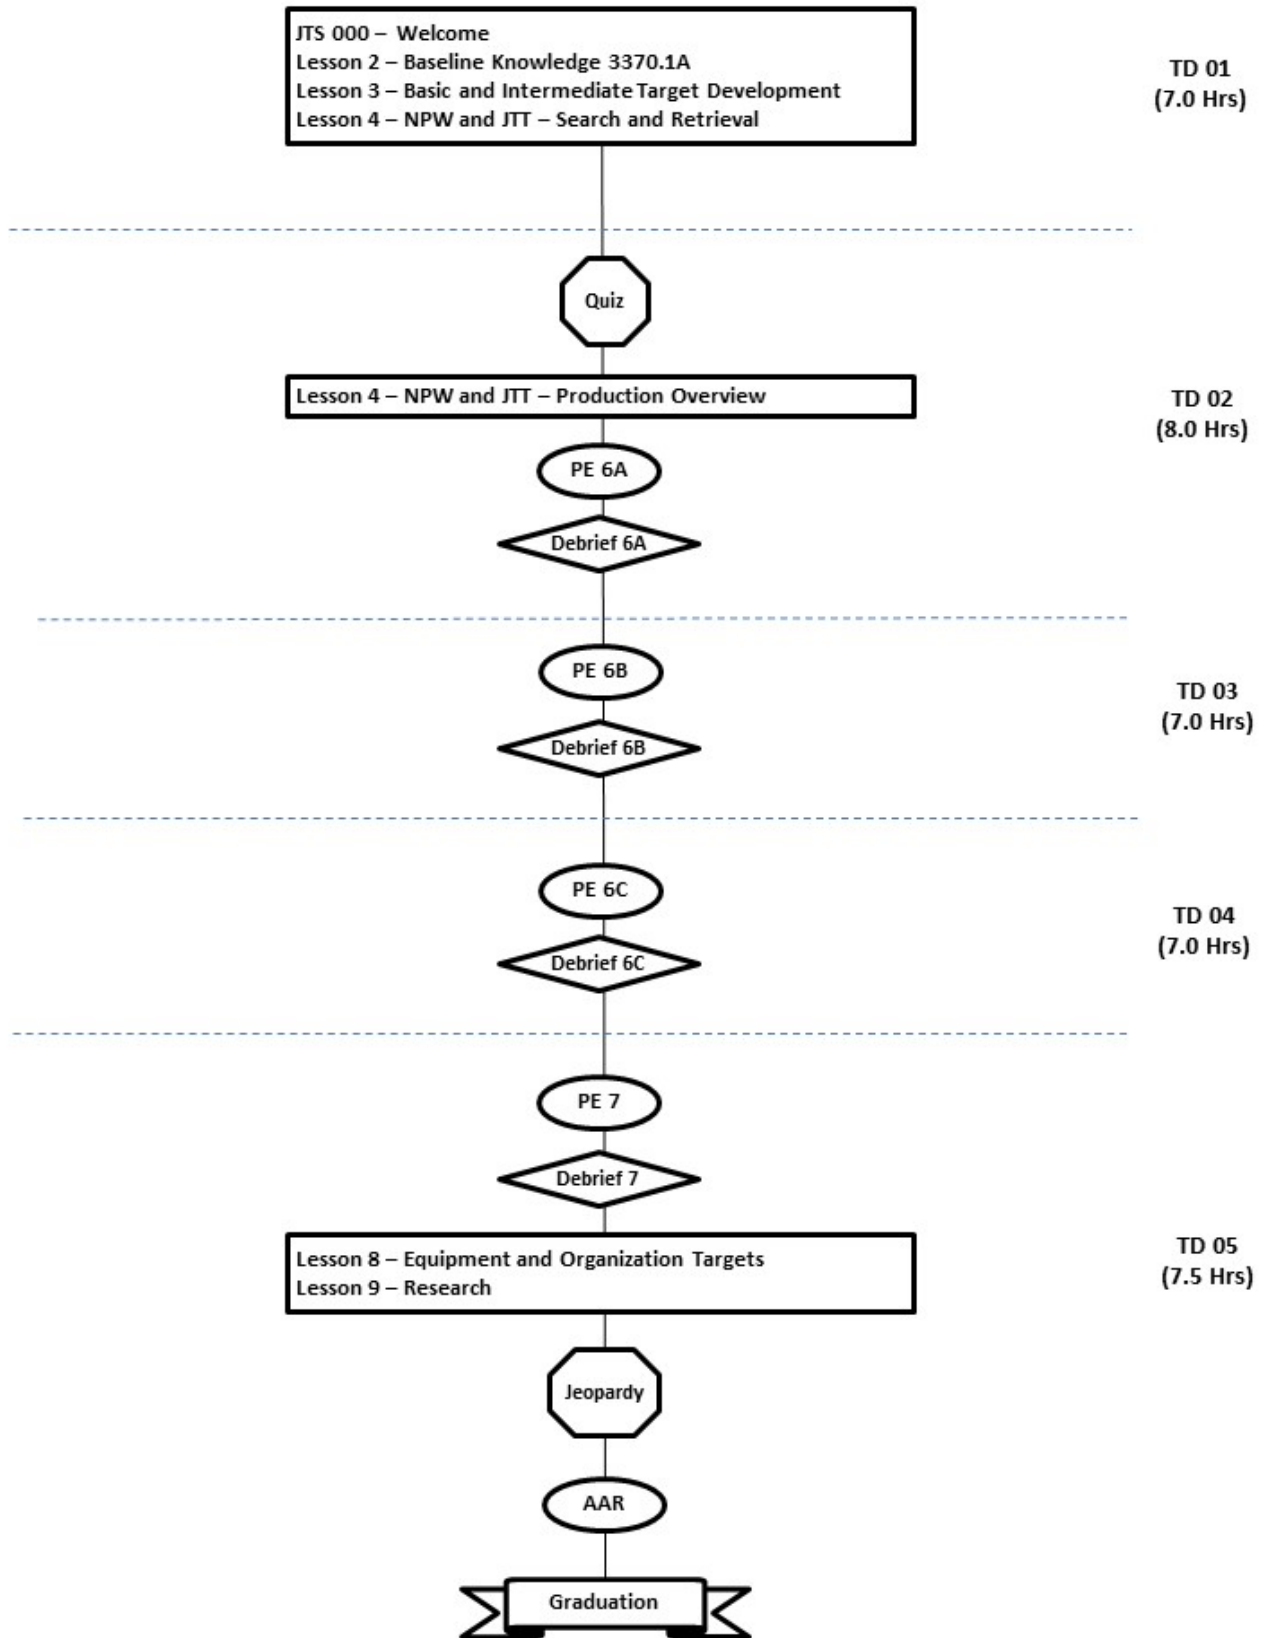 JTS 000 – Welcome
Lesson 2 – Baseline Knowledge 3370.1A
Lesson 3 – Basic and Intermediate Target Development
Lesson 4 – NPW and JTT – Search and Retrieval
TD 01
(7.0 Hrs)
Quiz
Lesson 4 – NPW and JTT – Production Overview
TD 02
(8.0 Hrs)
PE 6A
Debrief 6A
PE 6B
TD 03
(7.0 Hrs)
Debrief 6B
PE 6C
TD 04
(7.0 Hrs)
Debrief 6C
PE 7
Debrief 7
Lesson 8 – Equipment and Organization Targets
Lesson 9 – Research
TD 05
(7.5 Hrs)
Jeopardy
AAR
Graduation